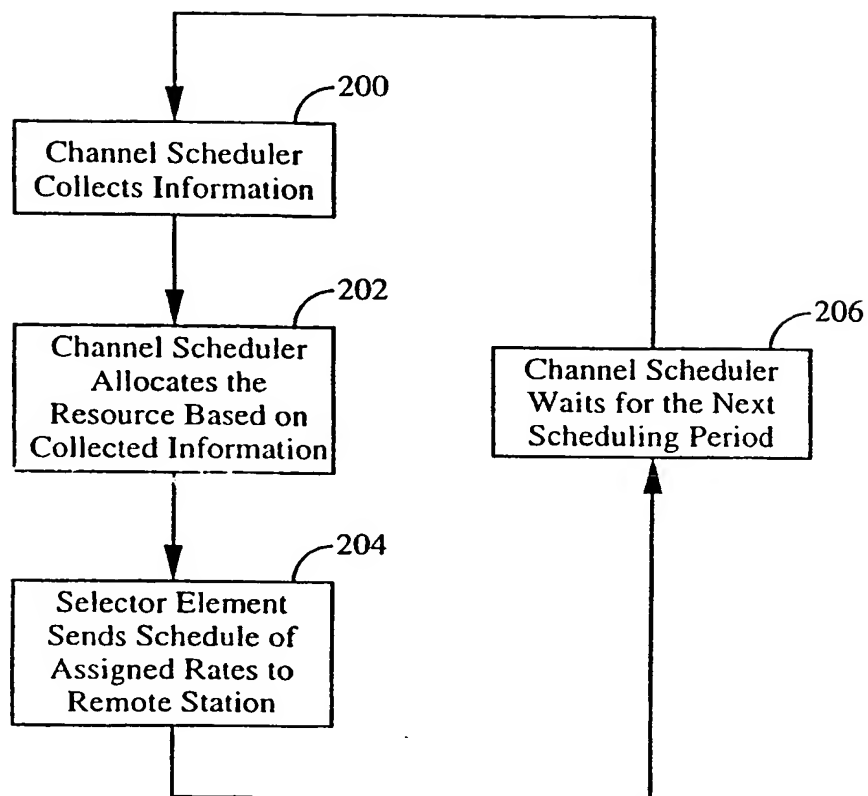 200
Channel Scheduler
Collects Information
202
Channel Scheduler
Allocates the
Resource Based on
Collected Information
204
Selector Element
Sends Schedule of
Assigned Rates to
Remote Station
206
Channel Scheduler
Waits for the Next
Scheduling Period